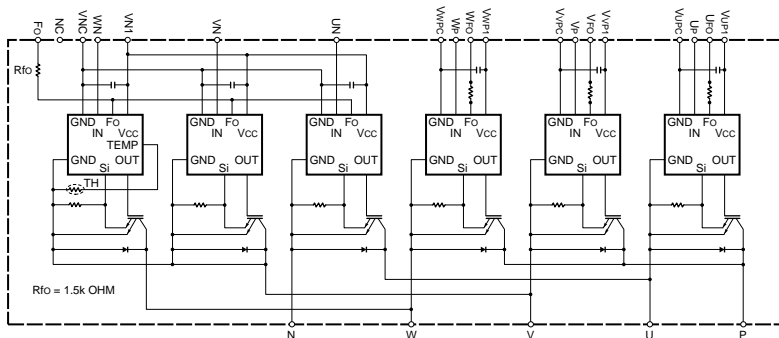 FO NC VNC WN VN1 VN UN VWPC WP WFO VWP1 VVPC VP VFO VVP1 VUPC UP UFO VUP1
RfO
GND FO GND FO GND FO GND FO GND FO GND FO
IN VCC IN VCC IN VCC IN VCC IN VCC IN VCC
TEMP
GND OUT GND OUT GND OUT GND OUT GND OUT GND OUT
Si Si Si Si Si Si
TH
RfO = 1.5k OHM
N W V U P